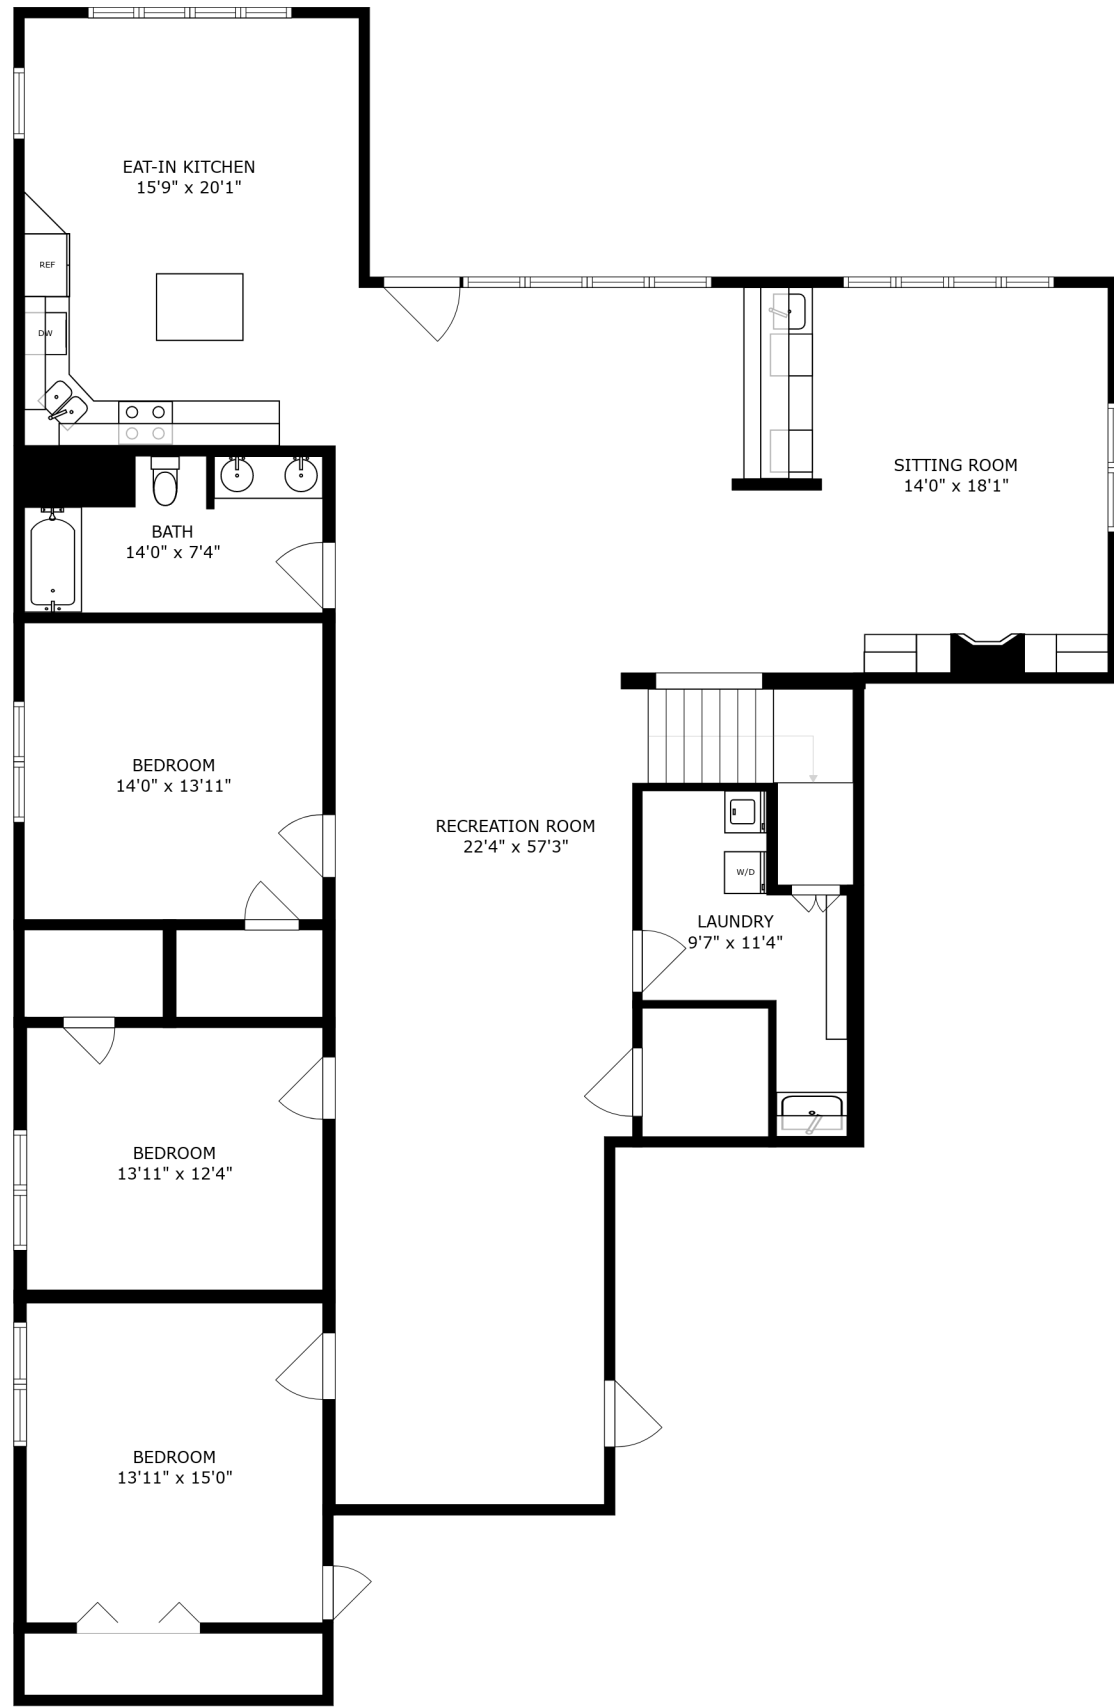 EAT-IN KITCHEN
15'9" x 20'1"
REF
DW
SITTING ROOM
14'0" x 18'1"
BATH
14'0" x 7'4"
BEDROOM
14'0" x 13'11"
RECREATION ROOM
22'4" x 57'3"
W/D
LAUNDRY
9'7" x 11'4"
BEDROOM
13'11" x 12'4"
BEDROOM
13'11" x 15'0"